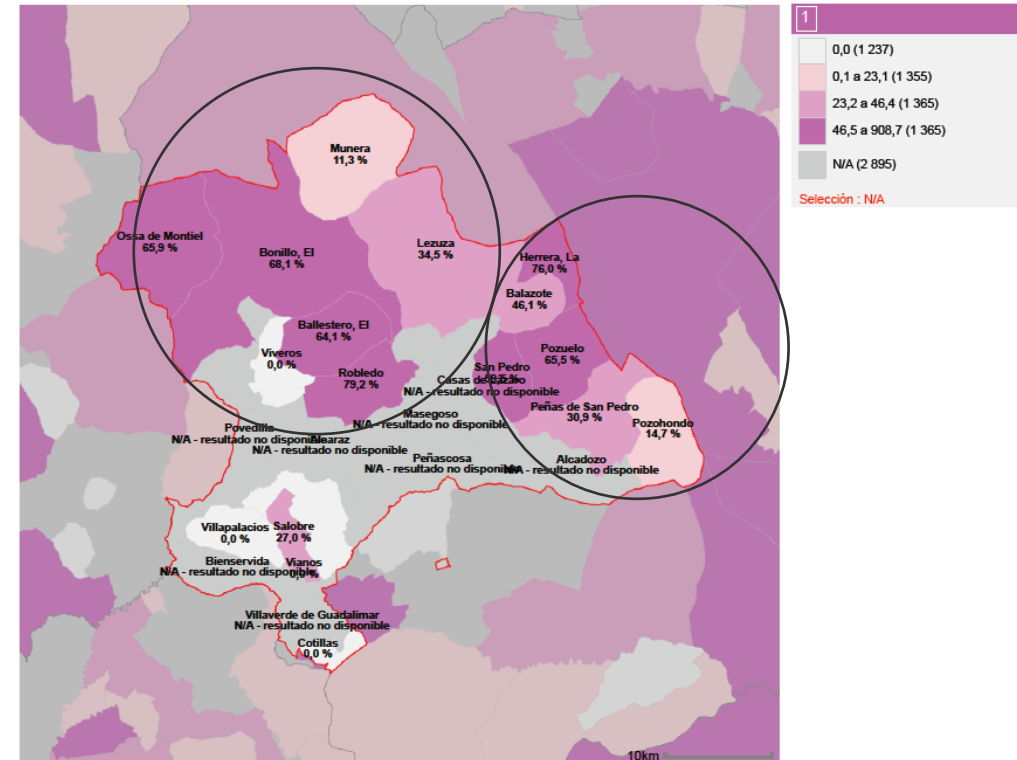 1
0,0 (1 237)
0,1 a 23,1 (1 355)
23,2 a 46,4 (1 365)
46,5 a 908,7 (1 365)
N/A (2 895)
Selección : N/A
Munera
11,3 %
Ossa de Montiel
65,9 %
Bonillo, El
68,1 %
Lezuza
34,5 %
Herrera, La
76,0 %
Balazote
46,1 %
Ballestero, El
64,1 %
Viveros
0,0 %
Robledo
79,2 %
Pozuelo
65,5 %
San Pedro
Casas de Lázaro
N/A - resultado no disponible
Peñas de San Pedro
30,9 %
Pozohondo
14,7 %
Masegoso
N/A - resultado no disponible
Povedilla
N/A - resultado no disponible
Alcaraz
N/A - resultado no disponible
Peñascosa
N/A - resultado no disponible
Alcadozo
N/A - resultado no disponible
Villapalacios
0,0 %
Salobre
27,0 %
Bienservida
N/A - resultado no disponible
Vianos
0,0 %
Villaverde de Guadalimar
N/A - resultado no disponible
Cotillas
0,0 %
10km